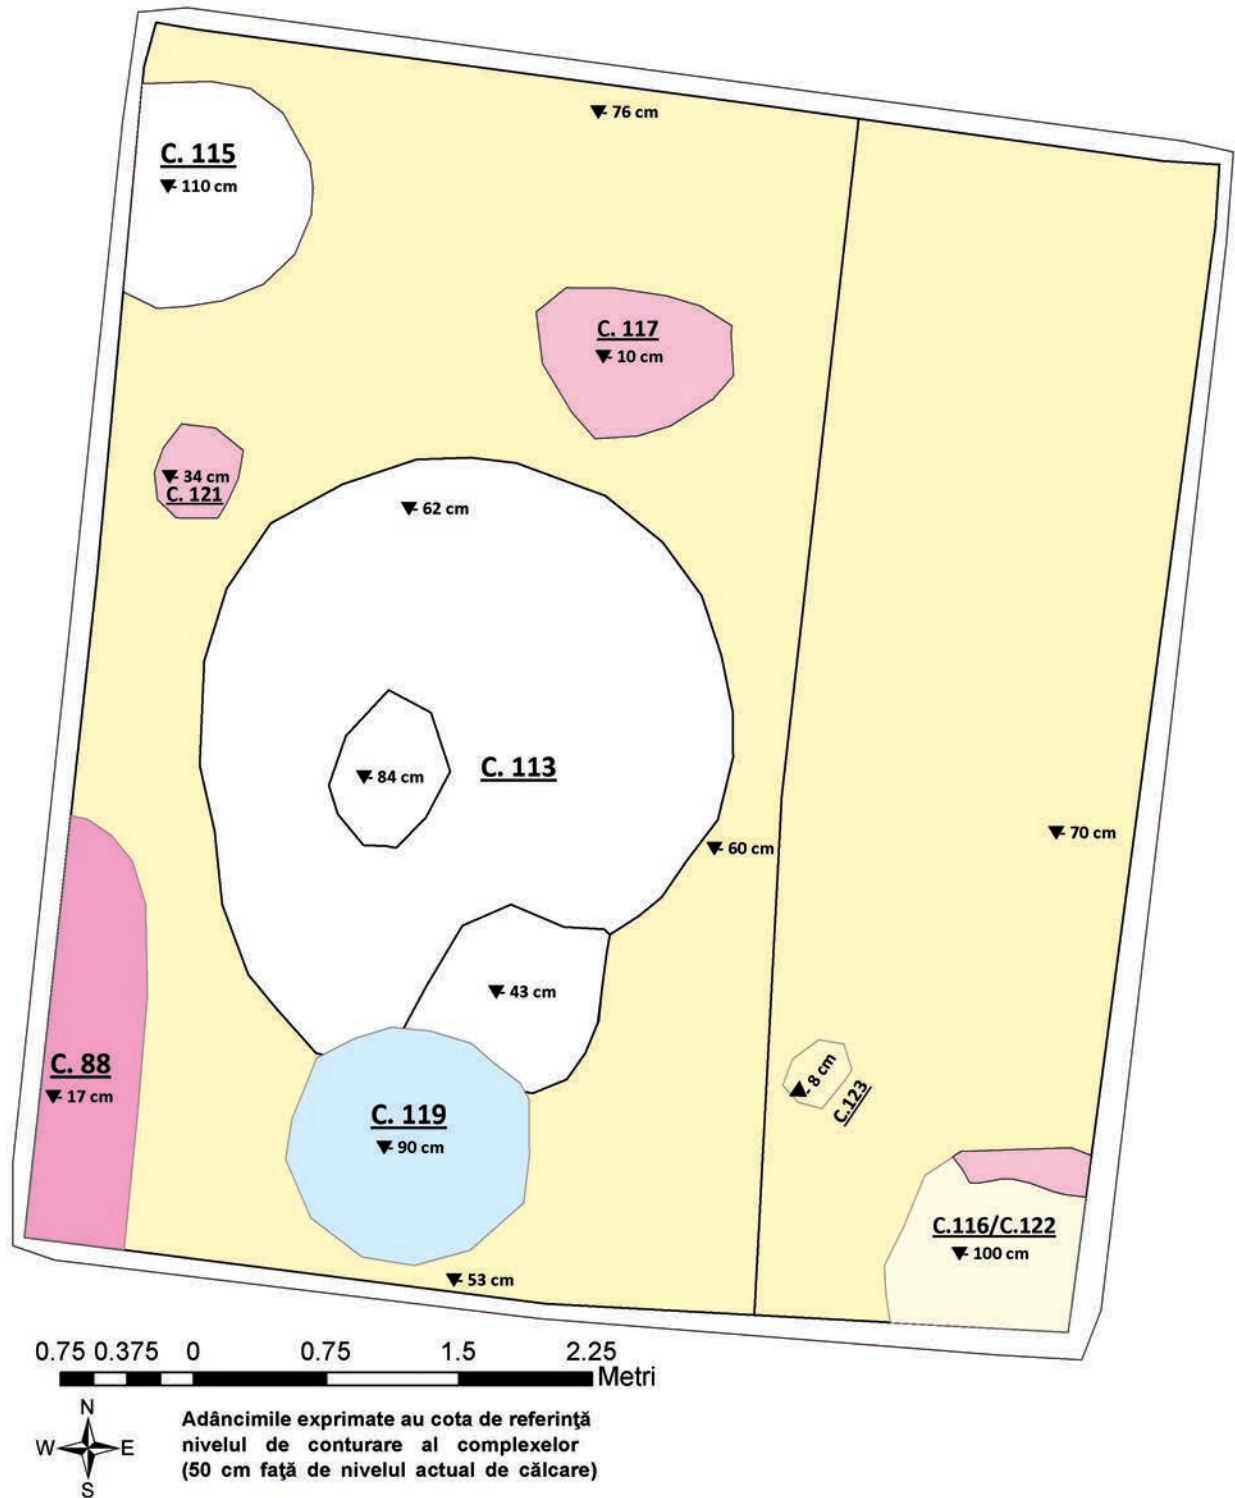 76 cm
C. 115
110 cm
C. 117
10 cm
34 cm
C. 121
62 cm
84 cm
C. 113
60 cm
70 cm
43 cm
C. 88
17 cm
8 cm
C.123
C. 119
90 cm
C.116/C.122
100 cm
53 cm
0.75 0.375 0 0.75 1.5 2.25
Metri
N
W E
S
Adâncimile exprimate au cota de referinţă
nivelul de conturare al complexelor
(50 cm faţă de nivelul actual de călcare)